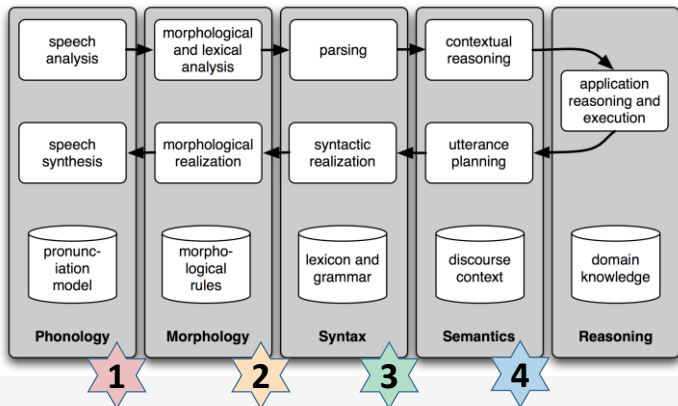 speech
analysis
morphological
and lexical
analysis
parsing
contextual
reasoning
application
reasoning and
execution
speech
synthesis
morphological
realization
syntactic
realization
utterance
planning
pronunc-
iation
model
morpho-
logical
rules
lexicon and
grammar
discourse
context
domain
knowledge
Phonology
Morphology
Syntax
Semantics
Reasoning
1
2
3
4